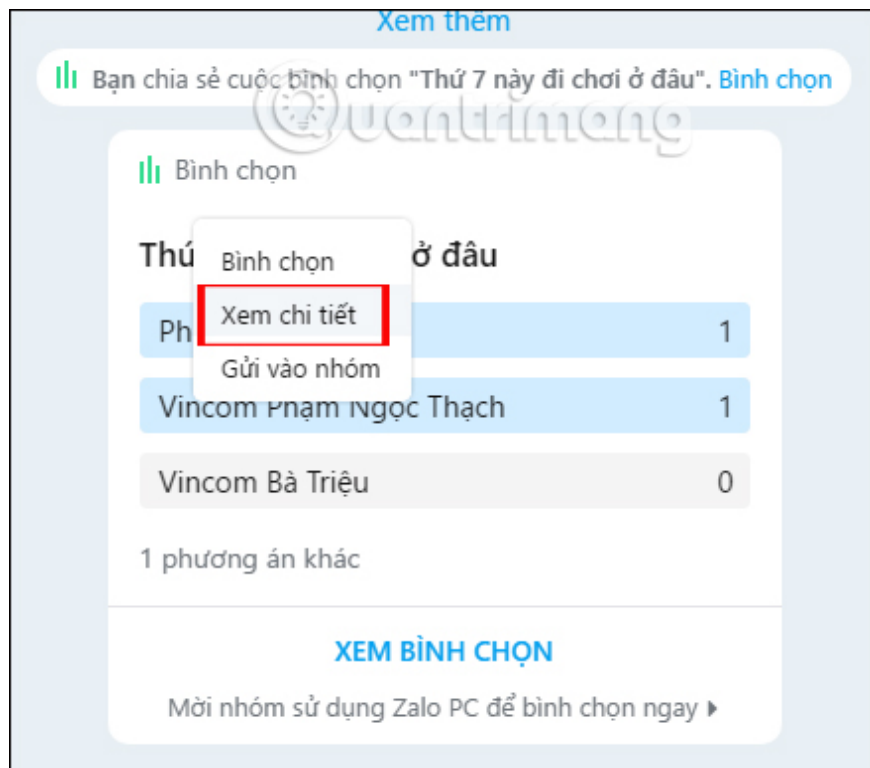 Xem thêm
Bạn chia sẻ cuộc bình chọn "Thứ 7 này đi chơi ở đâu". Bình chọn
Quantrimang
Bình chọn
Thứ ở đâu
Bình chọn
Xem chi tiết
Ph 1
Gửi vào nhóm
Vincom Phạm Ngọc Thạch 1
Vincom Bà Triệu 0
1 phương án khác
XEM BÌNH CHỌN
Mời nhóm sử dụng Zalo PC để bình chọn ngay